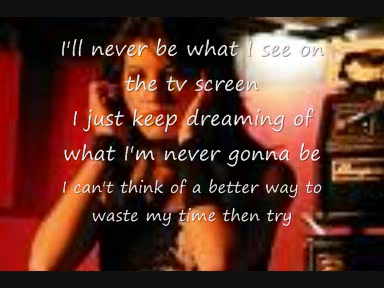 I'll never be what I see on
the tv screen
I just keep dreaming of
what I'm never gonna be
I can't think of a better way to
waste my time then try